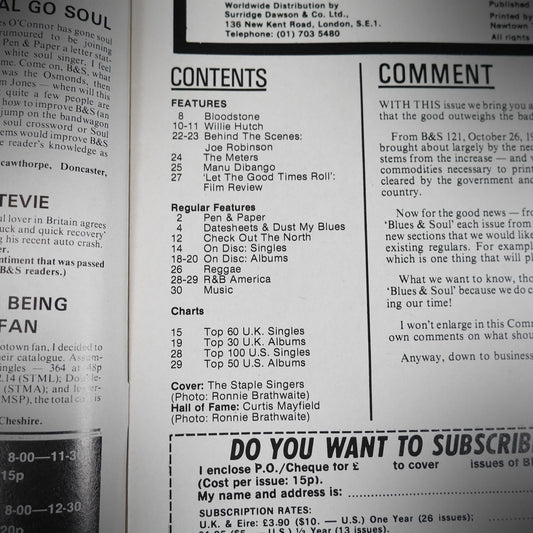 AL GO SOUL
es O'Connor has gone soul
rumoured to be joining
Pen & Paper a letter stat-
white soul singer, I feel
me. Come on, B&S, what
was the Osmonds, then
m Jones — when will this
quite a few people are
how to improve B&S (an
jump on the bandwagon
soul crossword or Soul
ems would improve B&S
e reader's knowledge as
cawthorpe, Doncaster,
TEVIE
ul lover in Britain agrees
uck and quick recovery'
g his recent auto crash.
er.
ntiment that was passed
B&S readers.)
BEING
FAN
otown fan, I decided to
eir catalogue. Assum-
ingles — 364 at 48p
2.14 (STML); Double-
(STMA); and
(MSP), the total is
Cheshire.
8-00—11-30
15p
8-00—12-30
20p
Worldwide Distribution by
Surridge Dawson & Co. Ltd.,
136 New Kent Road, London, S.E.1.
Telephone: (01) 703 5480
Published
Printed by
Newtown
All rights
CONTENTS
FEATURES
8 Bloodstone
10-11 Willie Hutch
22-23 Behind The Scenes:
Joe Robinson
24 The Meters
25 Manu Dibango
27 'Let The Good Times Roll':
Film Review
Regular Features
2 Pen & Paper
4 Datesheets & Dust My Blues
12 Check Out The North
14 On Disc: Singles
18-20 On Disc: Albums
26 Reggae
28-29 R&B America
30 Music
Charts
15 Top 60 U.K. Singles
19 Top 30 U.K. Albums
28 Top 100 U.S. Singles
29 Top 50 U.S. Albums
Cover: The Staple Singers
(Photo: Ronnie Brathwaite)
Hall of Fame: Curtis Mayfield
(Photo: Ronnie Brathwaite)
COMMENT
WITH THIS issue we bring you a
that the good outweighs the bad
From B&S 121, October 26, 19
brought about largely by the nec
stems from the increase — and
commodities necessary to print
cleared by the government and
country.
Now for the good news — fro
'Blues & Soul' each issue from
new sections that we would like
existing regulars. For example
which is one thing that will pl
What we want to know, tho
'Blues & Soul' because we do c
ing our time!
I won't enlarge in this Com
own comments on what shou
Anyway, down to business
DO YOU WANT TO SUBSCRIB
I enclose P.O./Cheque for £ to cover issues of Bl
(Cost per issue: 15p).
My name and address is:
SUBSCRIPTION RATES:
U.K. & Eire: £3.90 ($10. — U.S.) One Year (26 issues);
($5. — U.S.) ½ Year (13 issues).